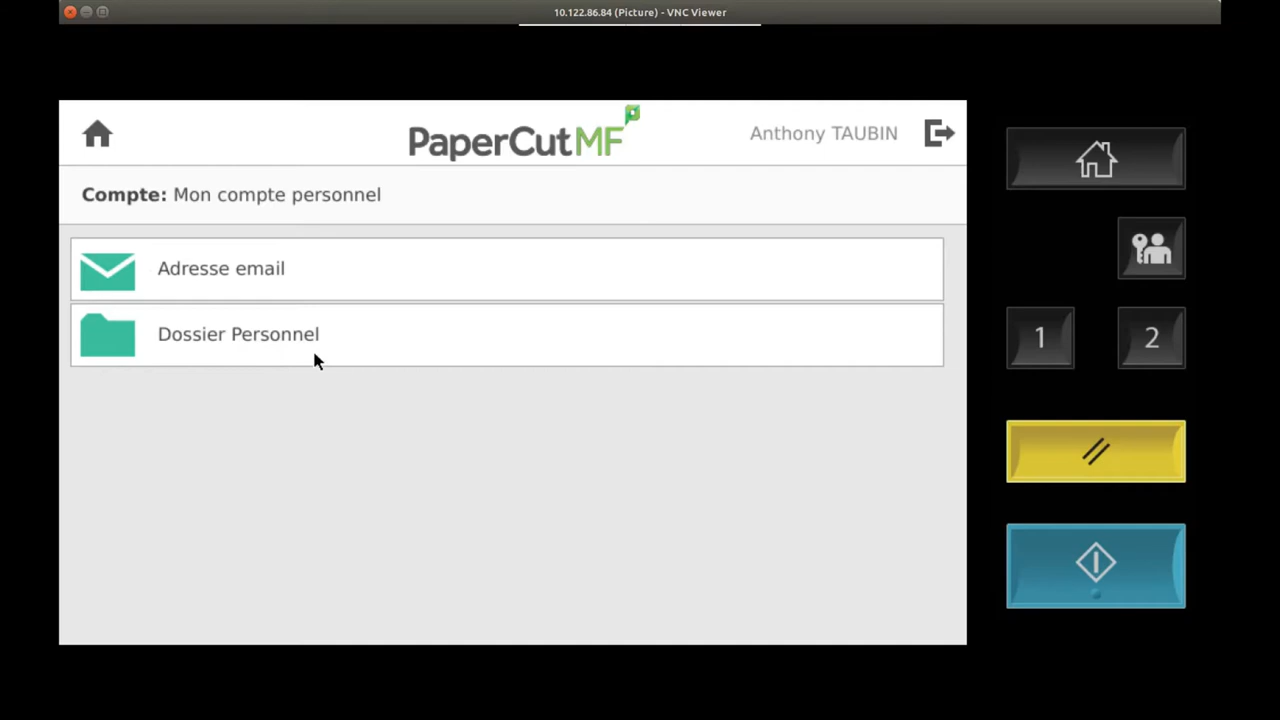 10.122.86.84 (Picture) - VNC Viewer
PaperCutMF
Anthony TAUBIN
Compte: Mon compte personnel
Adresse email
Dossier Personnel
1
2